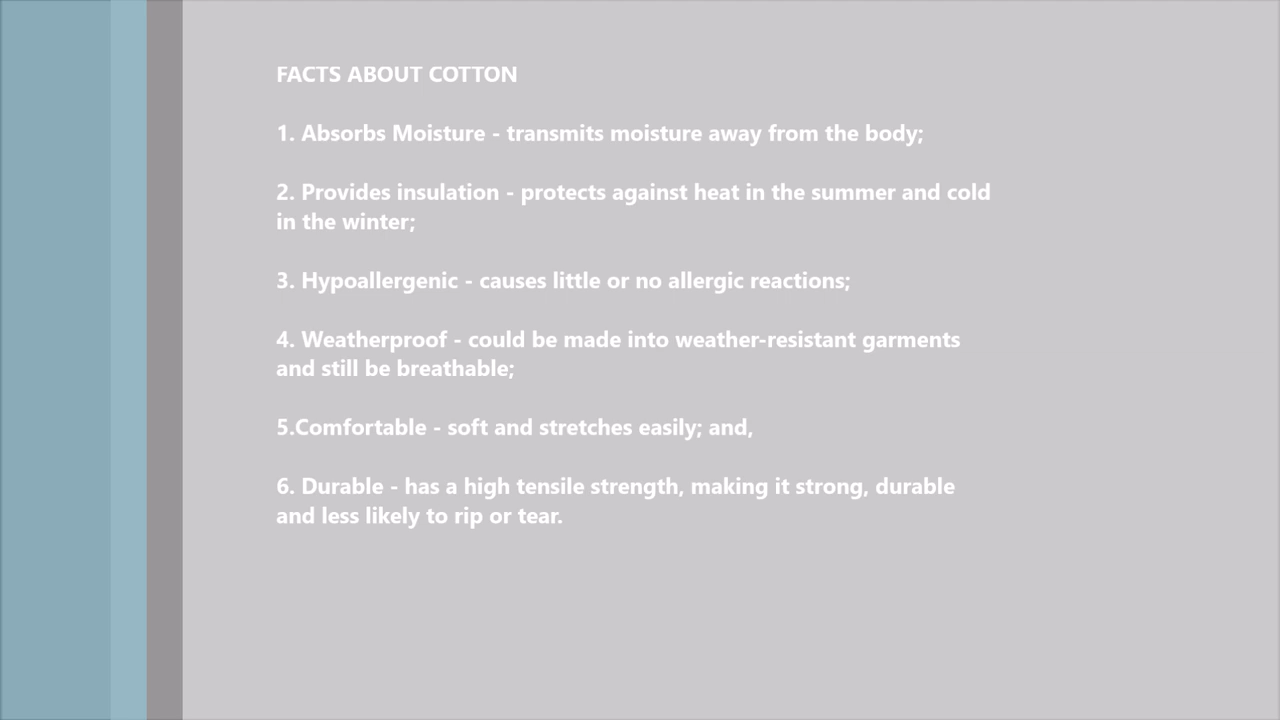 FACTS ABOUT COTTON
1. Absorbs Moisture - transmits moisture away from the body;
2. Provides insulation - protects against heat in the summer and cold
in the winter;
3. Hypoallergenic - causes little or no allergic reactions;
4. Weatherproof - could be made into weather-resistant garments
and still be breathable;
5.Comfortable - soft and stretches easily; and,
6. Durable - has a high tensile strength, making it strong, durable
and less likely to rip or tear.